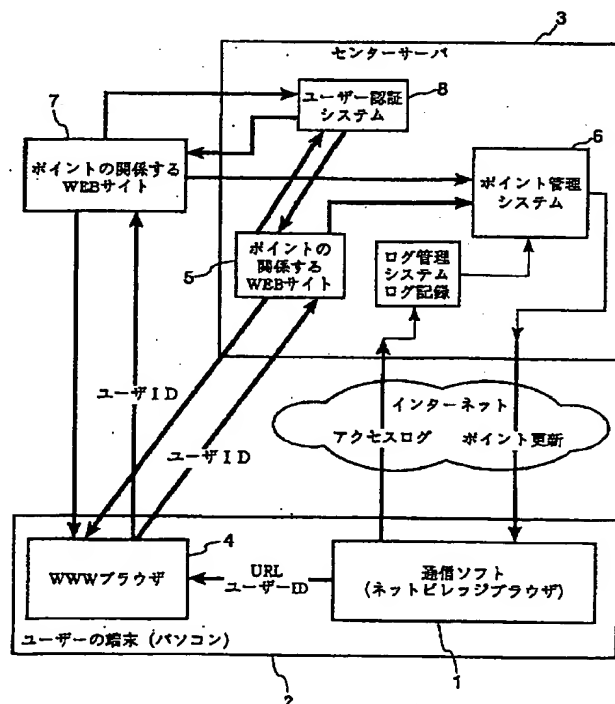 3
センターサーバ
7
8
ユーザー認証
システム
6
ポイントの関係する
WEBサイト
ポイント管理
システム
5
ポイントの
関係する
WEBサイト
ログ管理
システム
ログ記録
ユーザID
ユーザID
インターネット
アクセスログ
ポイント更新
4
WWWブラウザ
URL
ユーザーID
通信ソフト
(ネットビレッジブラウザ)
ユーザーの端末(パソコン)
2
1